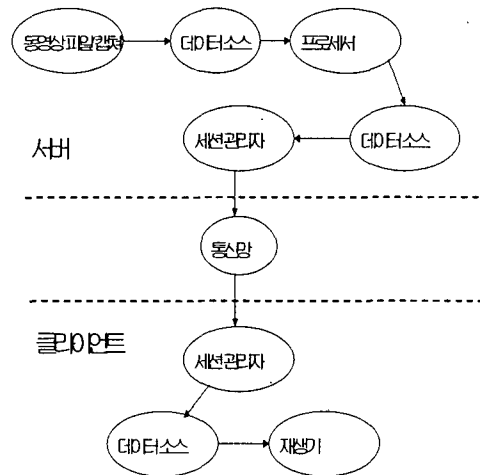 동영상파일캡쳐
데이터소스
프로세서
세션관리자
데이터소스
서버
통신망
클라이언트
세션관리자
데이터소스
재생기